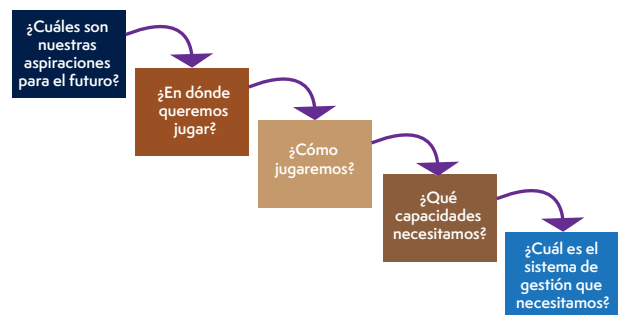 ¿Cuáles son
nuestras
aspiraciones
para el futuro?
¿En dónde
queremos
jugar?
¿Cómo
jugaremos?
¿Qué
capacidades
necesitamos?
¿Cuál es el
sistema de
gestión que
necesitamos?